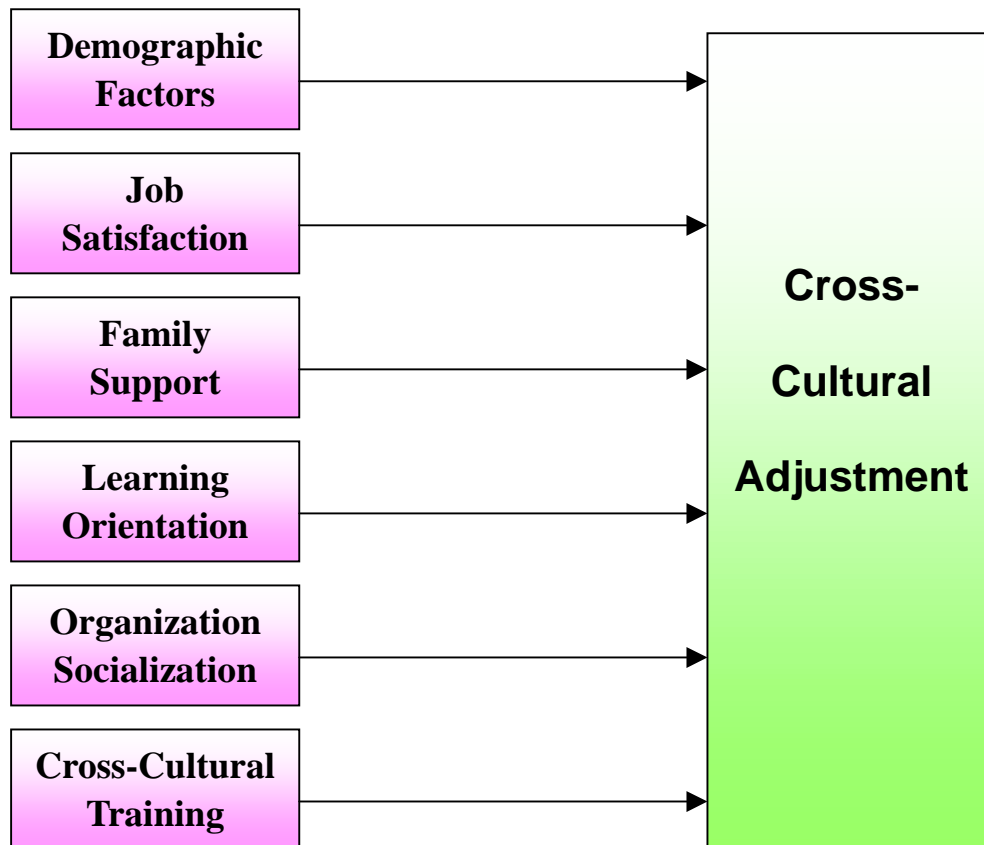 Demographic
Factors
Job
Satisfaction
Family
Support
Learning
Orientation
Organization
Socialization
Cross-Cultural
Training
Cross-
Cultural
Adjustment